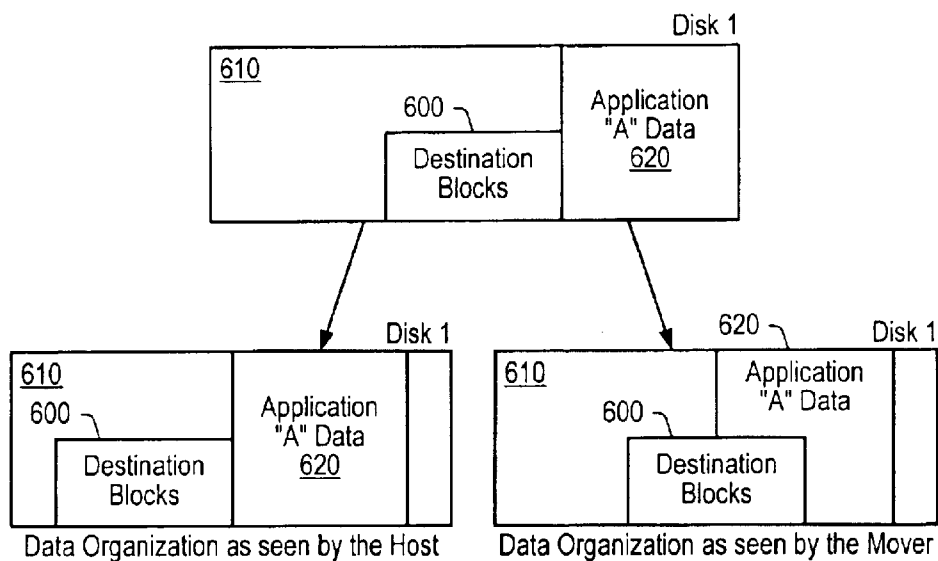 Disk 1
610
600
Destination
Blocks
Application
"A" Data
620
Disk 1
610
600
Destination
Blocks
Application
"A" Data
620
Data Organization as seen by the Host
620
Disk 1
610
600
Application
"A" Data
Destination
Blocks
Data Organization as seen by the Mover